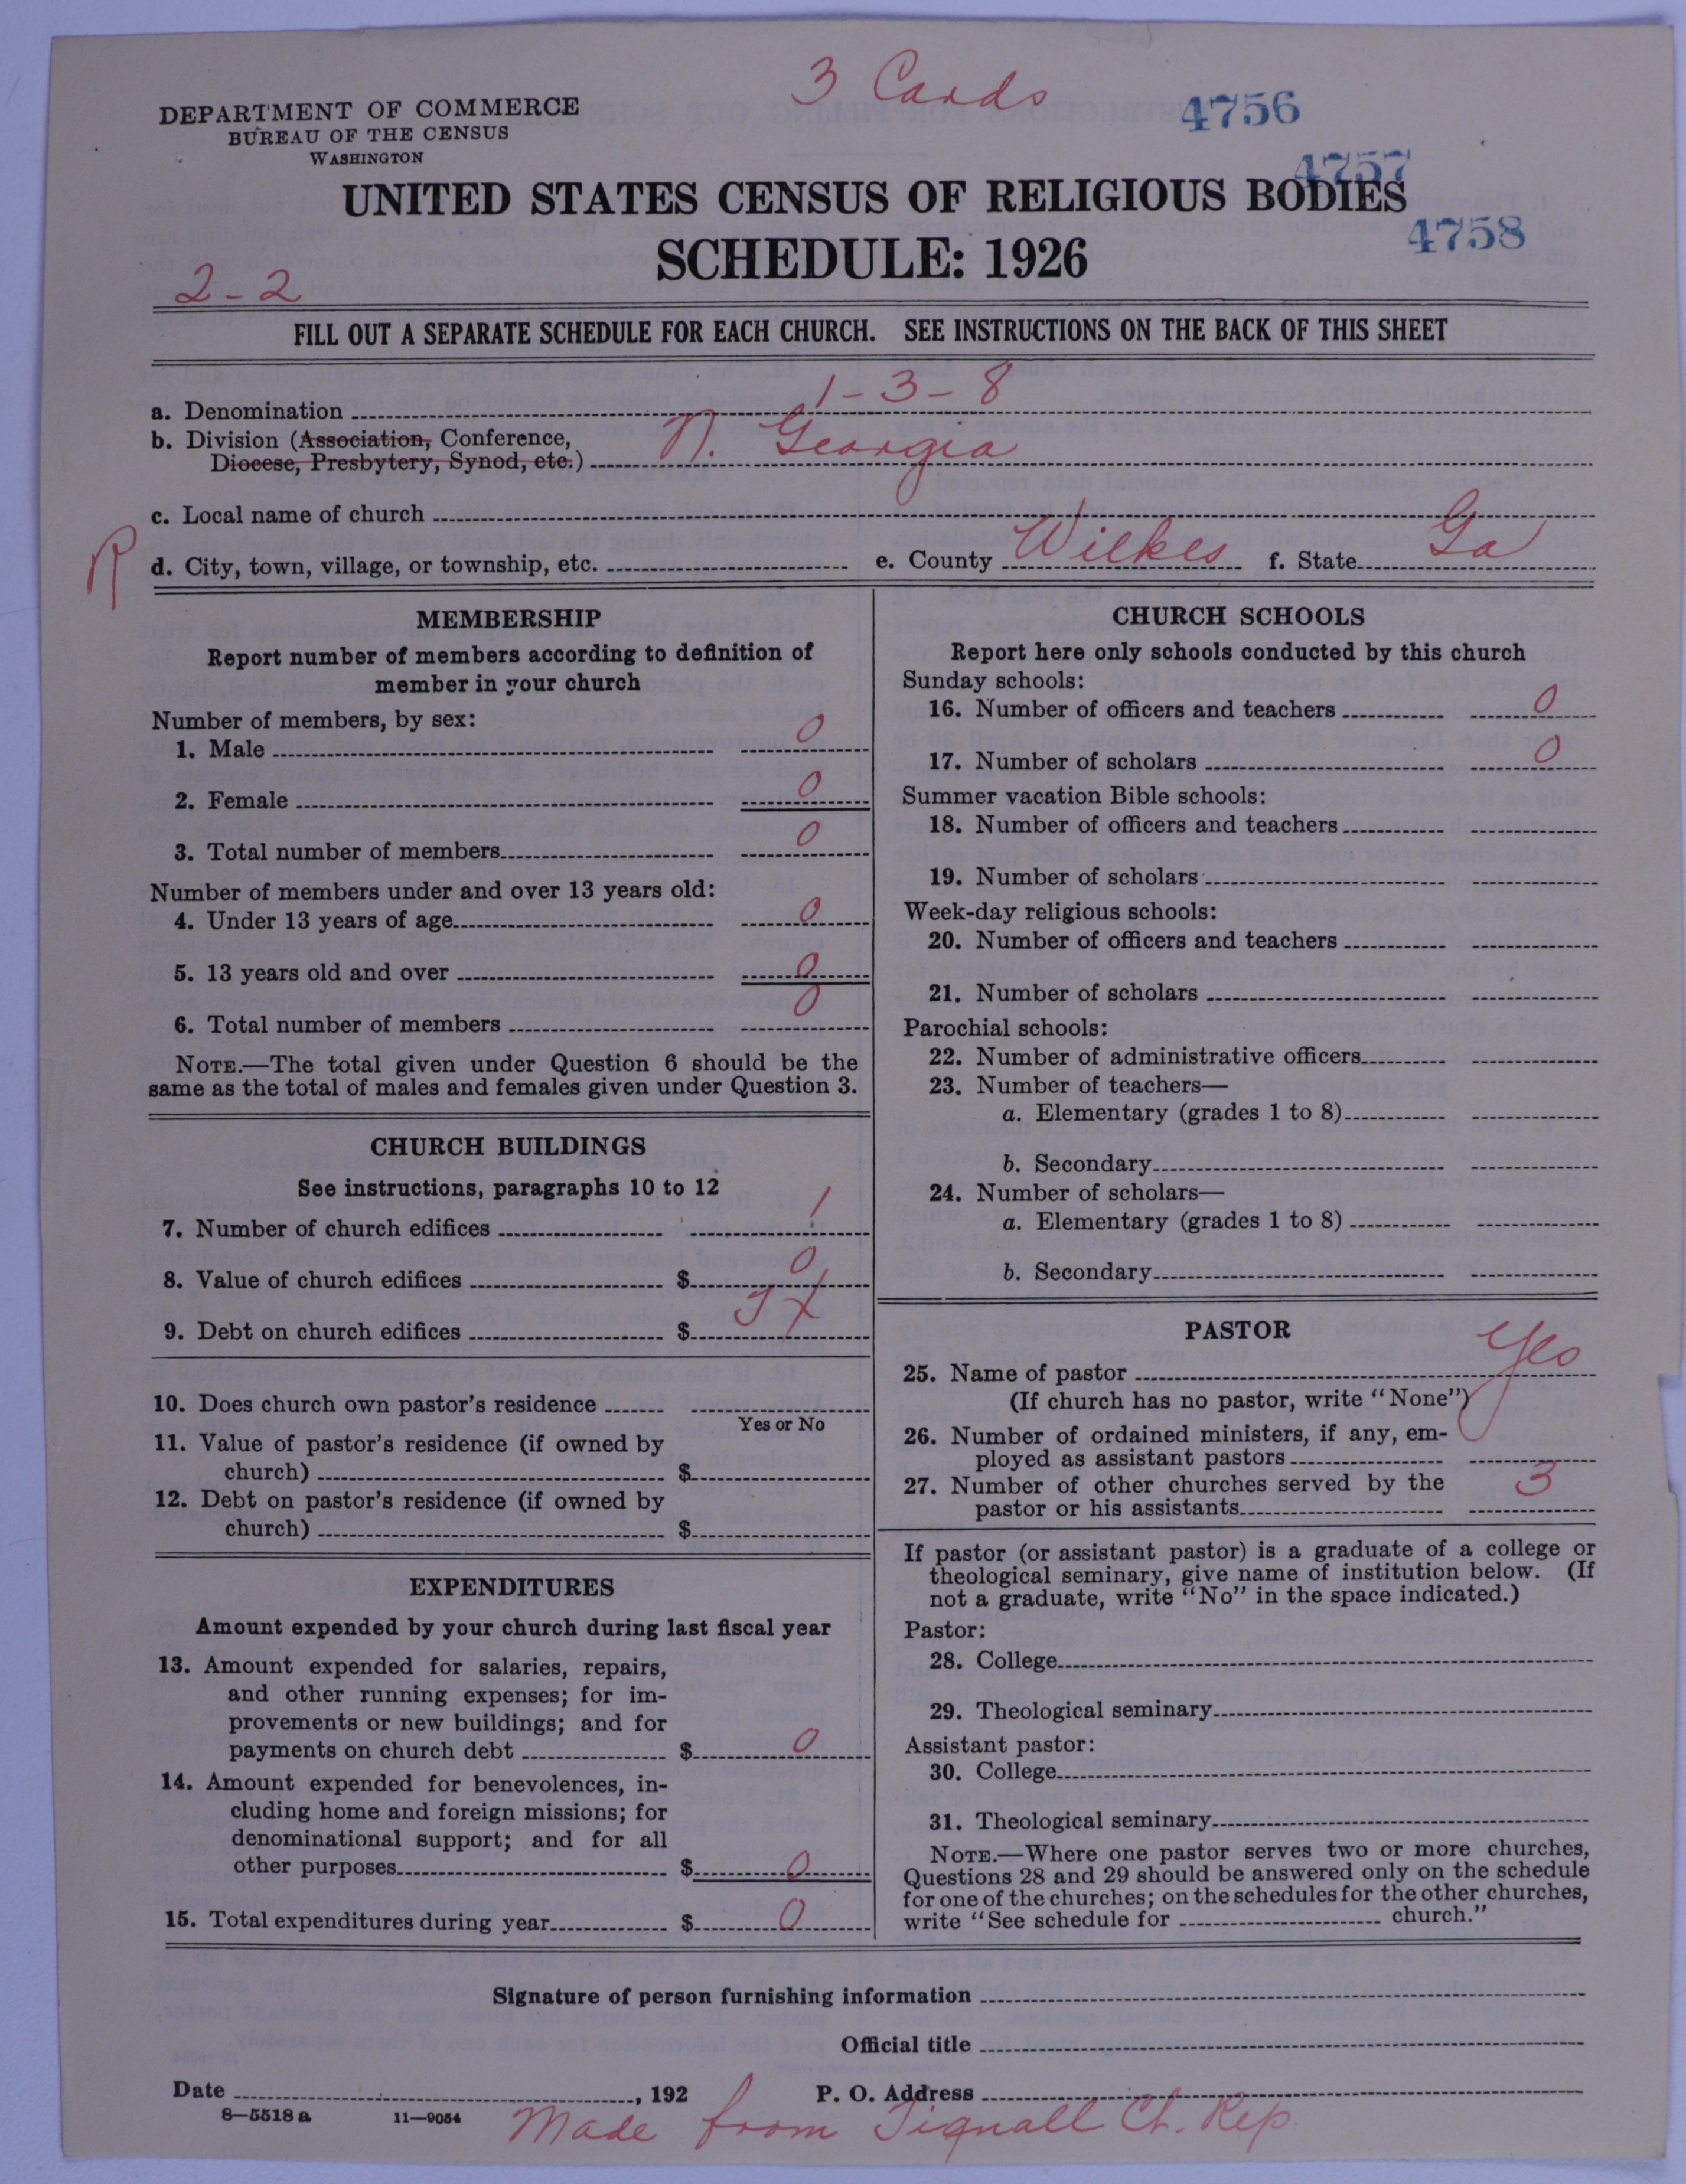 3 Cards
4756
DEPARTMENT OF COMMERCE
BUREAU OF THE CENSUS
WASHINGTON
4757
UNITED STATES CENSUS OF RELIGIOUS BODIES
4758
SCHEDULE: 1926
2-2
FILL OUT A SEPARATE SCHEDULE FOR EACH CHURCH. SEE INSTRUCTIONS ON THE BACK OF THIS SHEET
a. Denomination 1-3-8
b. Division (Association, Conference,
Diocese, Presbytery, Synod, etc.) N. Georgia
c. Local name of church
R
d. City, town, village, or township, etc. e. County Wilkes f. State Ga
MEMBERSHIP
Report number of members according to definition of
member in your church
Number of members, by sex:
1. Male 0
2. Female 0
3. Total number of members 0
Number of members under and over 13 years old:
4. Under 13 years of age 0
5. 13 years old and over 0
6. Total number of members 0
NOTE.—The total given under Question 6 should be the
same as the total of males and females given under Question 3.
CHURCH BUILDINGS
See instructions, paragraphs 10 to 12
7. Number of church edifices 1
8. Value of church edifices $ 0
9. Debt on church edifices $
10. Does church own pastor's residence
Yes or No
11. Value of pastor's residence (if owned by
church) $
12. Debt on pastor's residence (if owned by
church) $
EXPENDITURES
Amount expended by your church during last fiscal year
13. Amount expended for salaries, repairs,
and other running expenses; for im-
provements or new buildings; and for
payments on church debt $ 0
14. Amount expended for benevolences, in-
cluding home and foreign missions; for
denominational support; and for all
other purposes $ 0
15. Total expenditures during year $ 0
CHURCH SCHOOLS
Report here only schools conducted by this church
Sunday schools:
16. Number of officers and teachers 0
17. Number of scholars 0
Summer vacation Bible schools:
18. Number of officers and teachers
19. Number of scholars
Week-day religious schools:
20. Number of officers and teachers
21. Number of scholars
Parochial schools:
22. Number of administrative officers
23. Number of teachers—
a. Elementary (grades 1 to 8)
b. Secondary
24. Number of scholars—
a. Elementary (grades 1 to 8)
b. Secondary
PASTOR
25. Name of pastor Yes
(If church has no pastor, write "None")
26. Number of ordained ministers, if any, em-
ployed as assistant pastors
27. Number of other churches served by the
pastor or his assistants 3
If pastor (or assistant pastor) is a graduate of a college or
theological seminary, give name of institution below. (If
not a graduate, write "No" in the space indicated.)
Pastor:
28. College
29. Theological seminary
Assistant pastor:
30. College
31. Theological seminary
NOTE.—Where one pastor serves two or more churches,
Questions 28 and 29 should be answered only on the schedule
for one of the churches; on the schedules for the other churches,
write "See schedule for church."
Signature of person furnishing information
Official title
Date , 192 P. O. Address
8—5518 a 11—9054
Made from Tignall Ch. Rep.